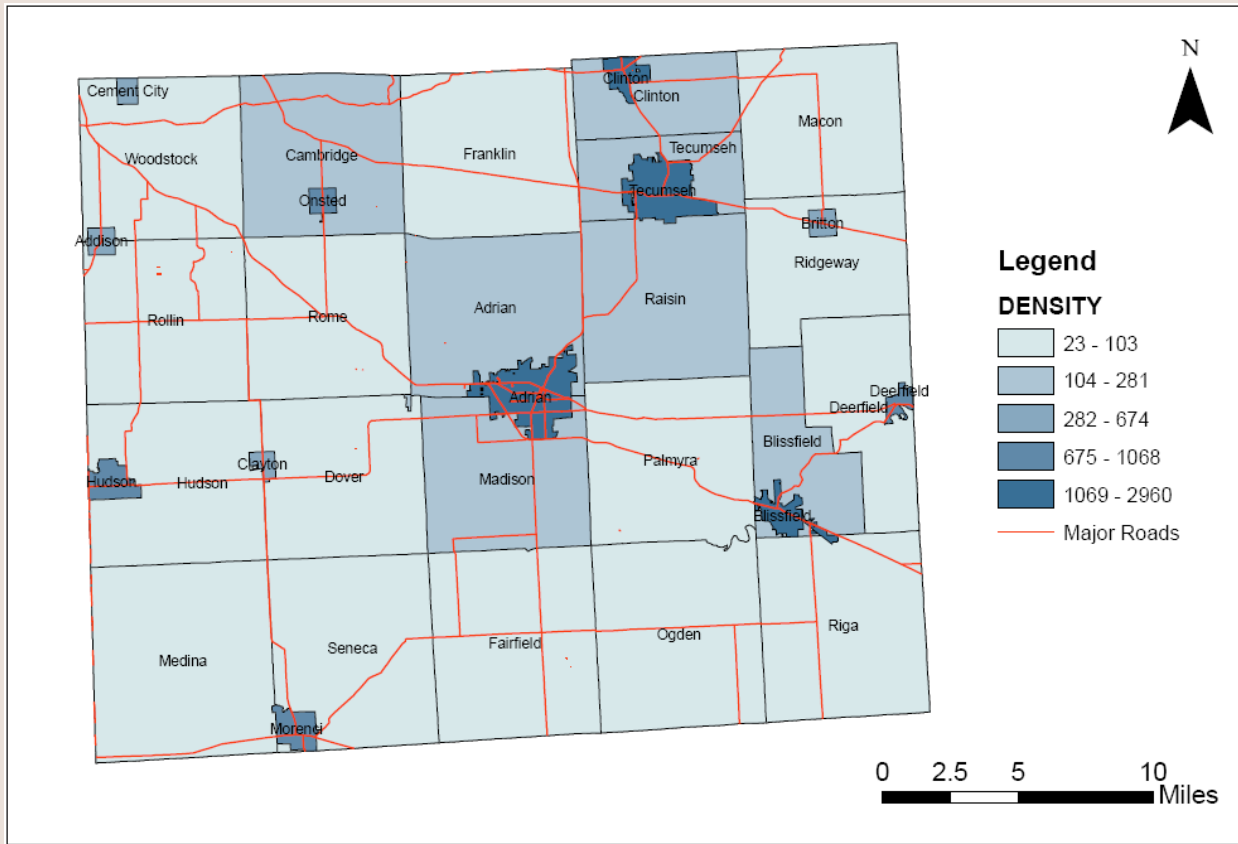 N
Cement City
Clinton
Clinton
Macon
Woodstock
Cambridge
Franklin
Tecumseh
Tecumseh
Onsted
Britton
Addison
Ridgeway
Adrian
Raisin
Rollin
Rome
Legend
DENSITY
23 - 103
104 - 281
282 - 674
675 - 1068
1069 - 2960
Major Roads
Deerfield
Deerfield
Adrian
Blissfield
Clayton
Palmyra
Hudson
Hudson
Dover
Madison
Blissfield
Riga
Ogden
Fairfield
Seneca
Medina
Morenci
0 2.5 5 10
Miles